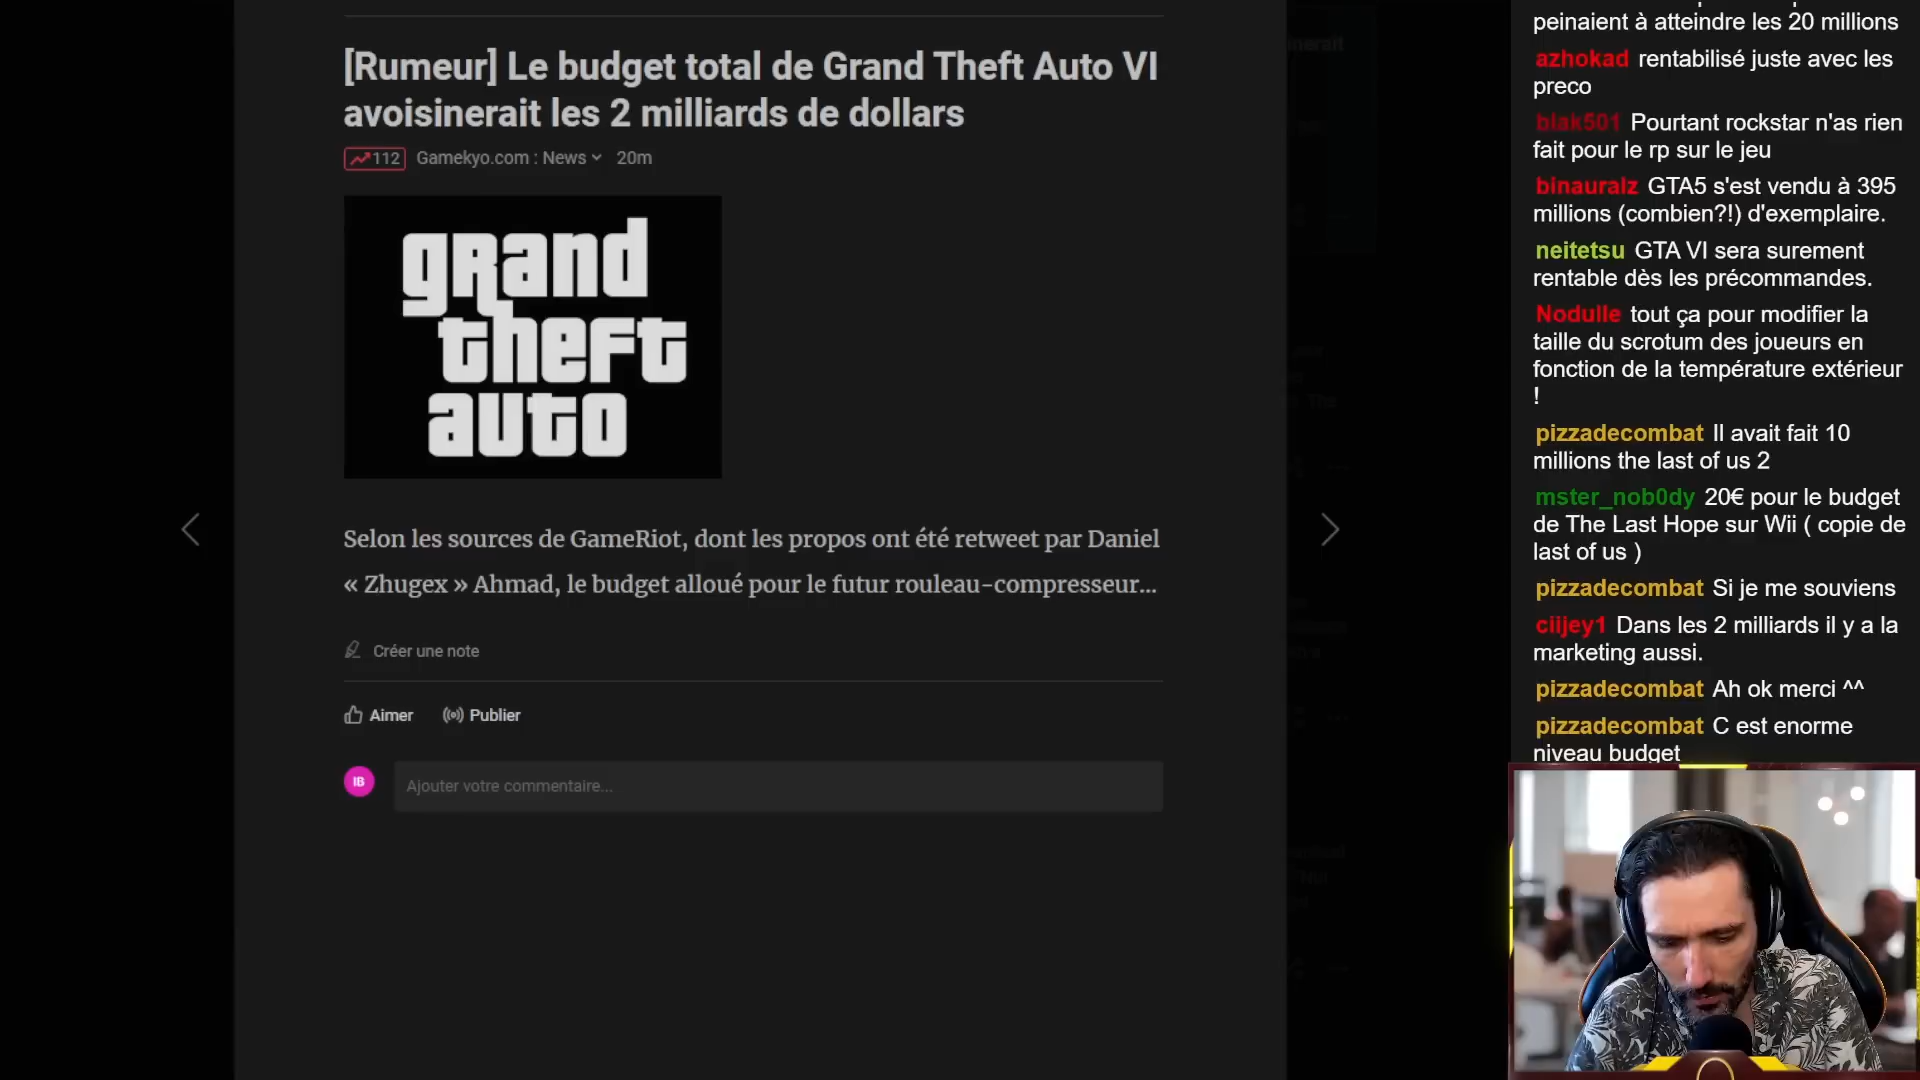 [Rumeur] Le budget total de Grand Theft Auto VI
avoisinerait les 2 milliards de dollars
112 Gamekyo.com : News 20m
grand
theft
auto
Selon les sources de GameRiot, dont les propos ont été retweet par Daniel
« Zhugex » Ahmad, le budget alloué pour le futur rouleau-compresseur...
Créer une note
Aimer Publier
IB Ajouter votre commentaire...
peinaient à atteindre les 20 millions
azhokad rentabilisé juste avec les
preco
blak501 Pourtant rockstar n'as rien
fait pour le rp sur le jeu
binauralz GTA5 s'est vendu à 395
millions (combien?!) d'exemplaire.
neitetsu GTA VI sera surement
rentable dès les précommandes.
Nodulle tout ça pour modifier la
taille du scrotum des joueurs en
fonction de la température extérieur
!
pizzadecombat Il avait fait 10
millions the last of us 2
mster_nob0dy 20€ pour le budget
de The Last Hope sur Wii ( copie de
last of us )
pizzadecombat Si je me souviens
ciijey1 Dans les 2 milliards il y a la
marketing aussi.
pizzadecombat Ah ok merci ^^
pizzadecombat C est enorme
niveau budget